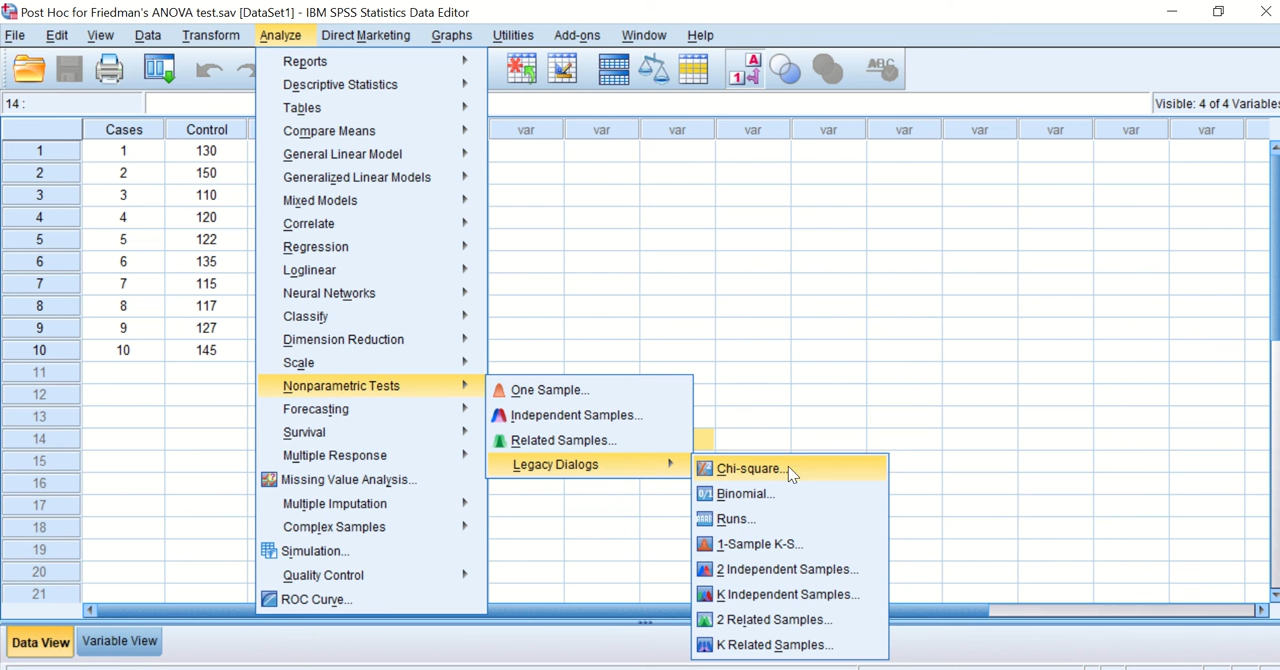 Post Hoc for Friedman's ANOVA test.sav [DataSet1] - IBM SPSS Statistics Data Editor
File Edit View Data Transform Analyze Direct Marketing Graphs Utilities Add-ons Window Help
14 :
Visible: 4 of 4 Variables
Cases Control var var var var var var var var var var
1 1 130
2 2 150
3 3 110
4 4 120
5 5 122
6 6 135
7 7 115
8 8 117
9 9 127
10 10 145
11
12
13
14
15
16
17
18
19
20
21
Reports
Descriptive Statistics
Tables
Compare Means
General Linear Model
Generalized Linear Models
Mixed Models
Correlate
Regression
Loglinear
Neural Networks
Classify
Dimension Reduction
Scale
Nonparametric Tests
Forecasting
Survival
Multiple Response
Missing Value Analysis...
Multiple Imputation
Complex Samples
Simulation...
Quality Control
ROC Curve...
One Sample...
Independent Samples...
Related Samples...
Legacy Dialogs
Chi-square...
Binomial...
Runs...
1-Sample K-S...
2 Independent Samples...
K Independent Samples...
2 Related Samples...
K Related Samples...
Data View Variable View